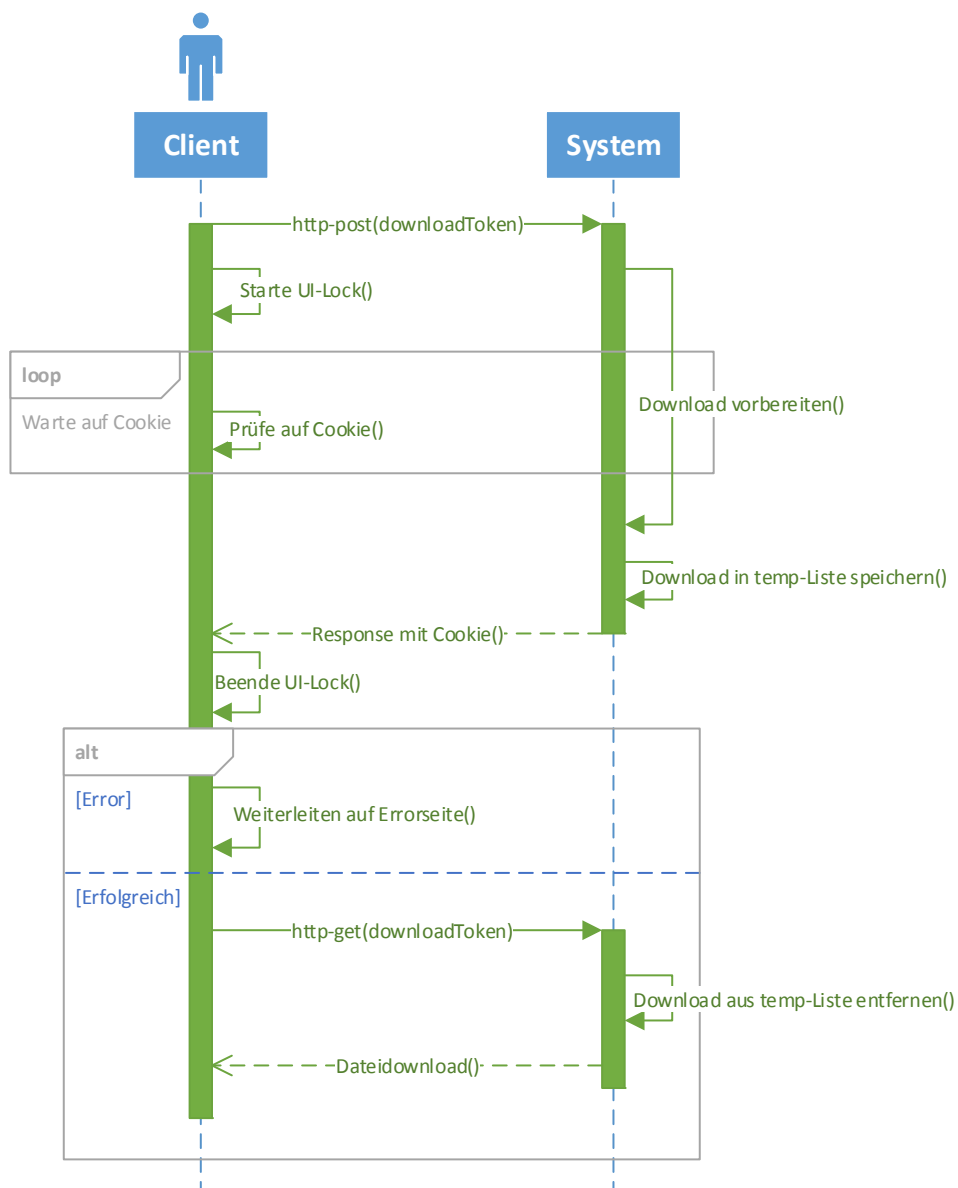 Client
System
http-post(downloadToken)
Starte UI-Lock()
loop
Warte auf Cookie
Download vorbereiten()
Prüfe auf Cookie()
Download in temp-Liste speichern()
Response mit Cookie()
Beende UI-Lock()
alt
[Error]
Weiterleiten auf Errorseite()
[Erfolgreich]
http-get(downloadToken)
Download aus temp-Liste entfernen()
Dateidownload()